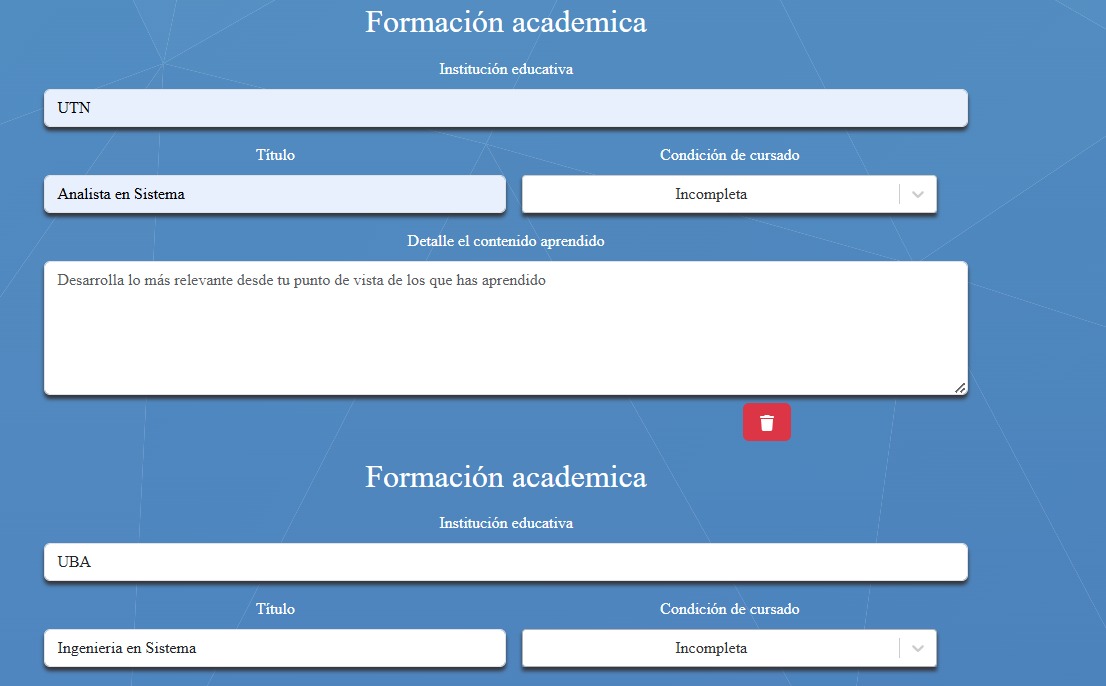 Formación academica
Institución educativa
UTN
Título
Condición de cursado
Analista en Sistema
Incompleta
Detalle el contenido aprendido
Desarrolla lo más relevante desde tu punto de vista de los que has aprendido
Formación academica
Institución educativa
UBA
Título
Condición de cursado
Ingenieria en Sistema
Incompleta